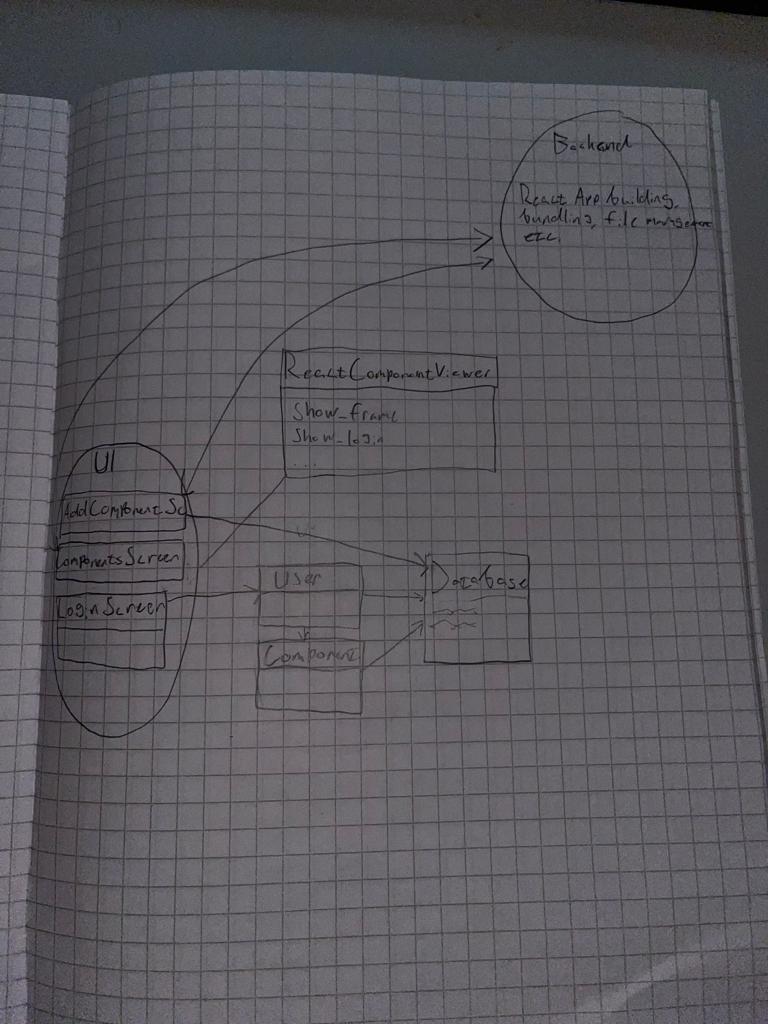 Backend
React App building,
bundling, file management
etc.
ReactComponentViewer
Show_frame
Show_login
...
UI
AddComponentSc
ComponentsScreen
User
Database
LoginScreen
Component